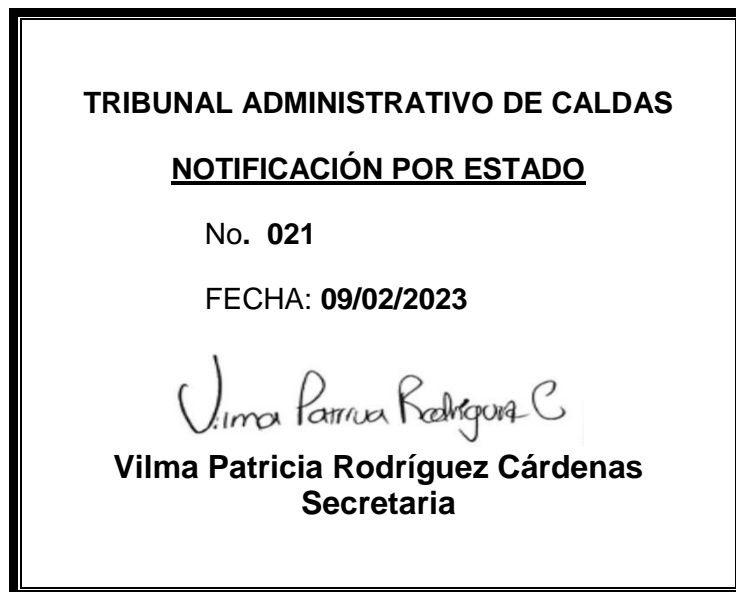 TRIBUNAL ADMINISTRATIVO DE CALDAS
NOTIFICACIÓN POR ESTADO
No. 021
FECHA: 09/02/2023
Vilma Patricia Rodríguez C
Vilma Patricia Rodríguez Cárdenas
Secretaria